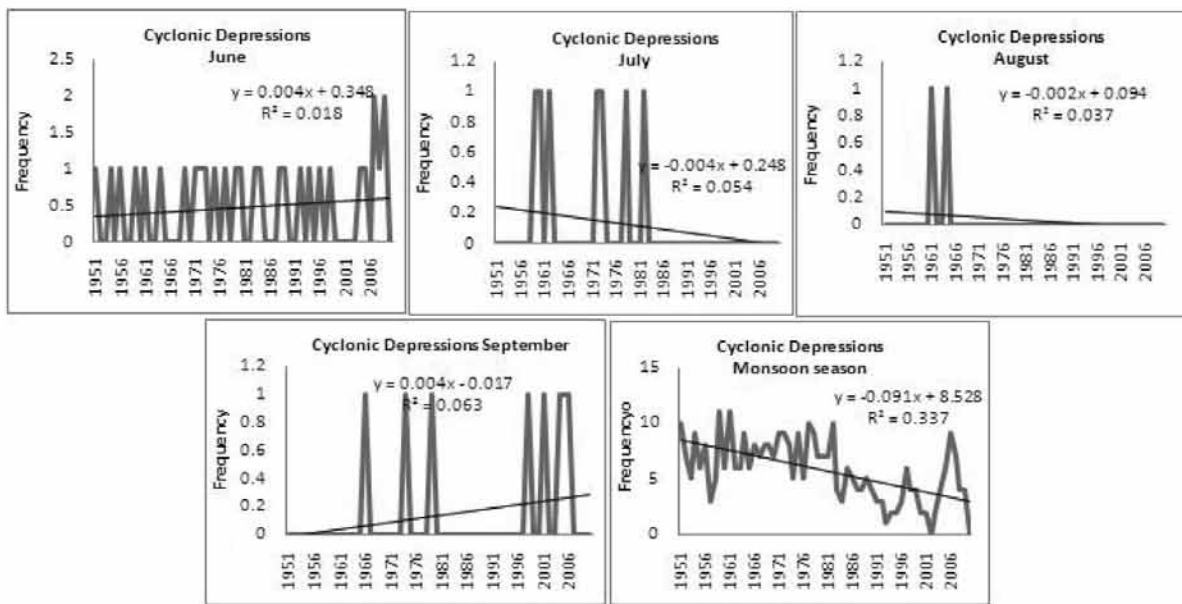 Cyclonic Depressions
June
2.5
2
1.5
1
0.5
0
Frequency
y = 0.004x + 0.348
R² = 0.018
1951 1956 1961 1966 1971 1976 1981 1986 1991 1996 2001 2006
Cyclonic Depressions
July
1.2
1
0.8
0.6
0.4
0.2
0
Frequency
y = -0.004x + 0.248
R² = 0.054
1951 1956 1961 1966 1971 1976 1981 1986 1991 1996 2001 2006
Cyclonic Depressions
August
1.2
1
0.8
0.6
0.4
0.2
0
Frequency
y = -0.002x + 0.094
R² = 0.037
1951 1956 1961 1966 1971 1976 1981 1986 1991 1996 2001 2006
Cyclonic Depressions September
1.2
1
0.8
0.6
0.4
0.2
0
Frequency
y = 0.004x - 0.017
R² = 0.063
1951 1956 1961 1966 1971 1976 1981 1986 1991 1996 2001 2006
Cyclonic Depressions
Monsoon season
15
10
5
0
Frequencyo
y = -0.091x + 8.528
R² = 0.337
1951 1956 1961 1966 1971 1976 1981 1986 1991 1996 2001 2006